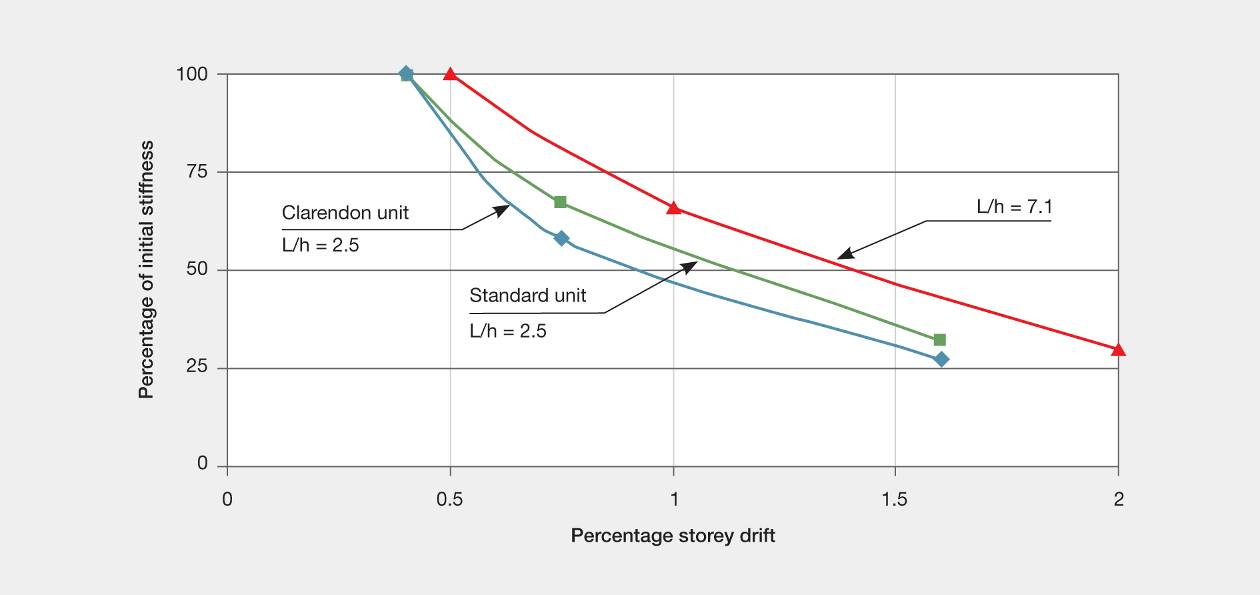 Percentage of initial stiffness
100
75
50
25
0
Clarendon unit
L/h = 2.5
Standard unit
L/h = 2.5
L/h = 7.1
0
0.5
1
1.5
2
Percentage storey drift